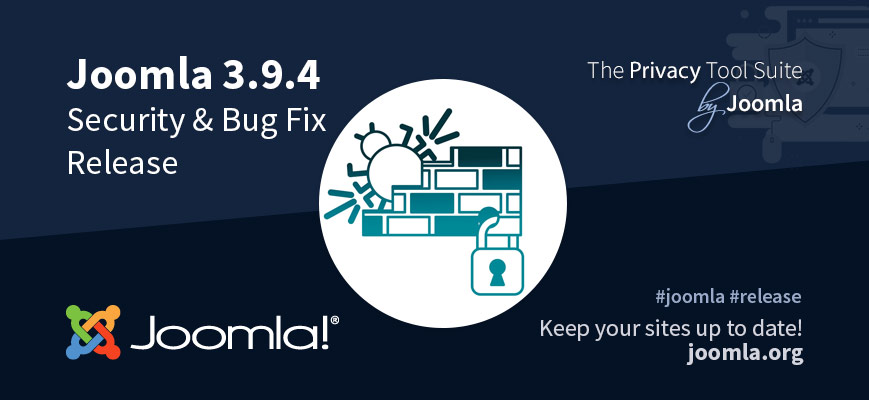 Joomla 3.9.4
Security & Bug Fix
Release
The Privacy Tool Suite
by Joomla
Joomla!®
#joomla #release
Keep your sites up to date!
joomla.org